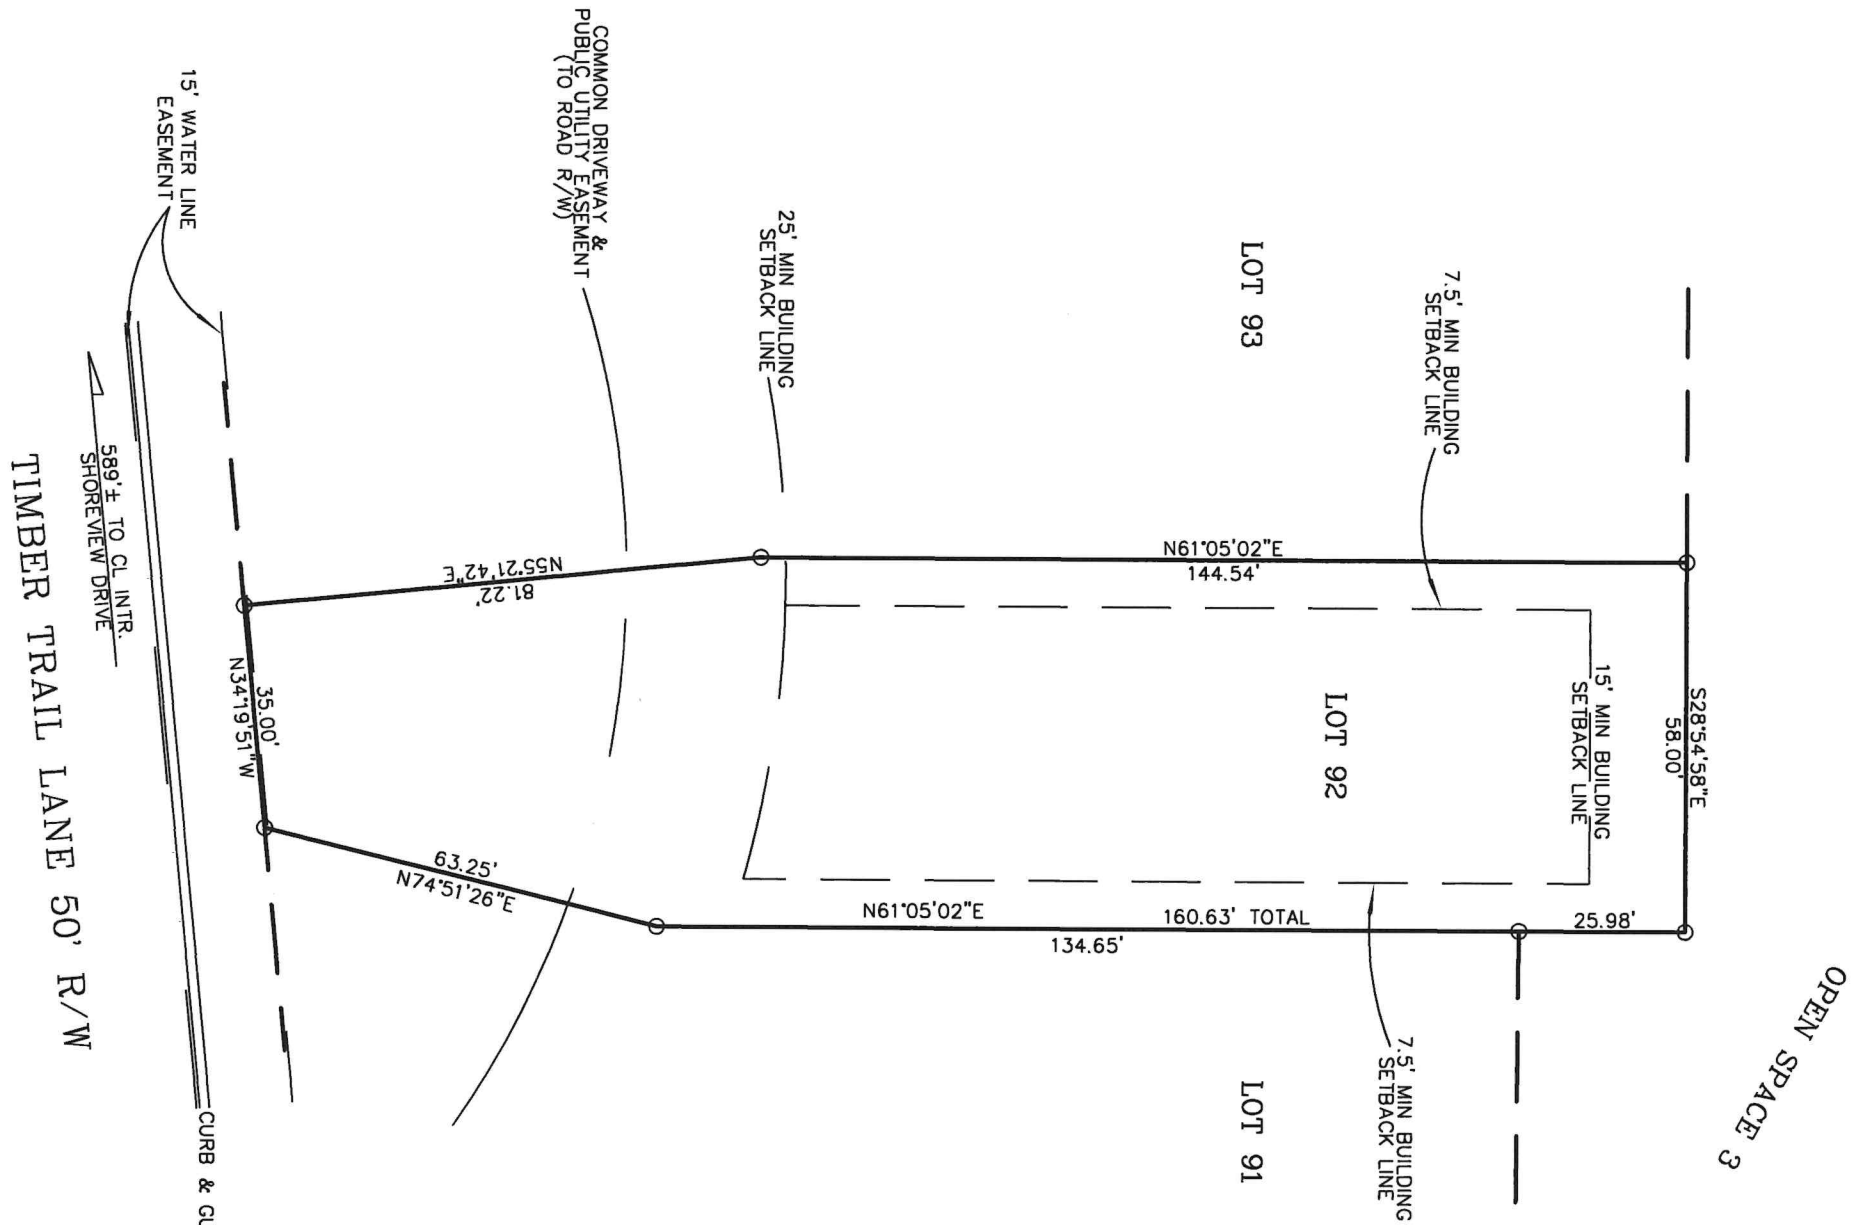 COMMON DRIVEWAY &
PUBLIC UTILITY EASEMENT
(TO ROAD R/W)
15' WATER LINE
EASEMENT
25' MIN BUILDING
SETBACK LINE
LOT 93
7.5' MIN BUILDING
SETBACK LINE
589'± TO CL INTR.
SHOREVIEW DRIVE
TIMBER TRAIL LANE 50' R/W
N55°21'42"E
81.22'
N61°05'02"E
144.54'
35.00'
N34°19'51"W
LOT 92
15' MIN BUILDING
SETBACK LINE
S28°54'58"E
58.00'
63.25'
N74°51'26"E
N61°05'02"E
160.63' TOTAL
134.65'
25.98'
OPEN SPACE 3
7.5' MIN BUILDING
SETBACK LINE
LOT 91
CURB &